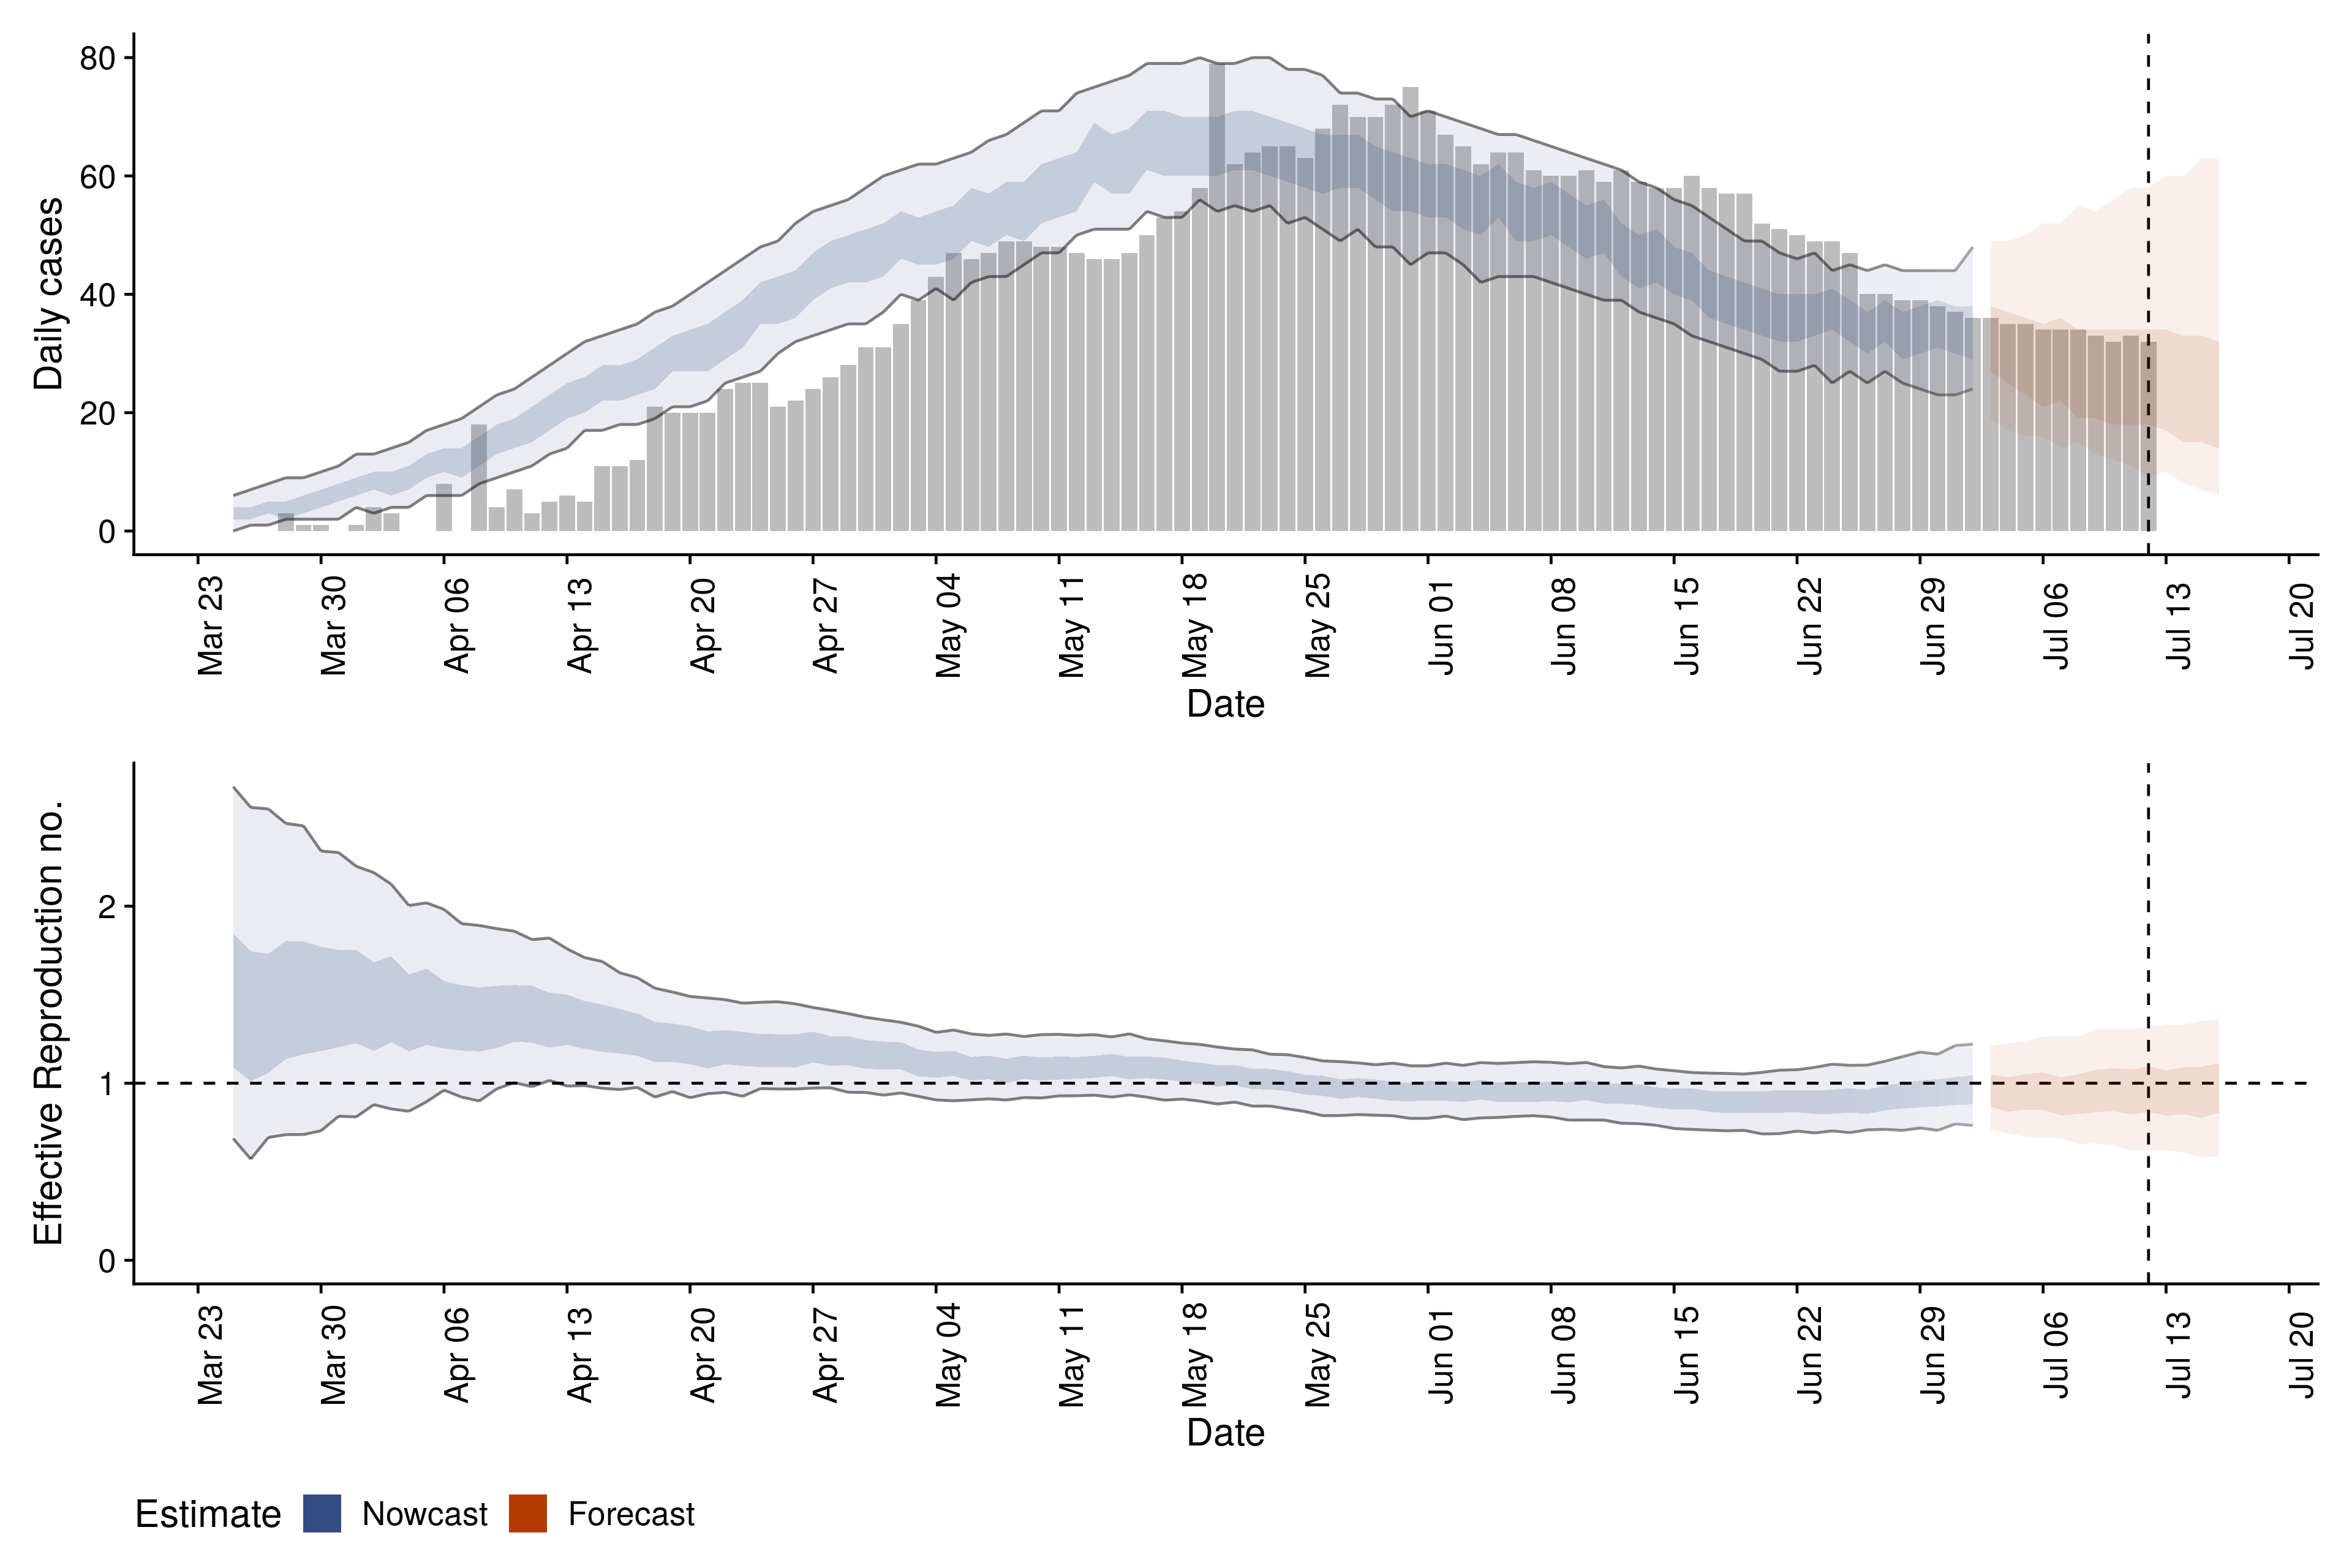 Daily cases
80
60
40
20
0
Mar 23
Mar 30
Apr 06
Apr 13
Apr 20
Apr 27
May 04
May 11
May 18
May 25
Jun 01
Jun 08
Jun 15
Jun 22
Jun 29
Jul 06
Jul 13
Jul 20
Date
Effective Reproduction no.
2
1
0
Mar 23
Mar 30
Apr 06
Apr 13
Apr 20
Apr 27
May 04
May 11
May 18
May 25
Jun 01
Jun 08
Jun 15
Jun 22
Jun 29
Jul 06
Jul 13
Jul 20
Date
Estimate Nowcast Forecast